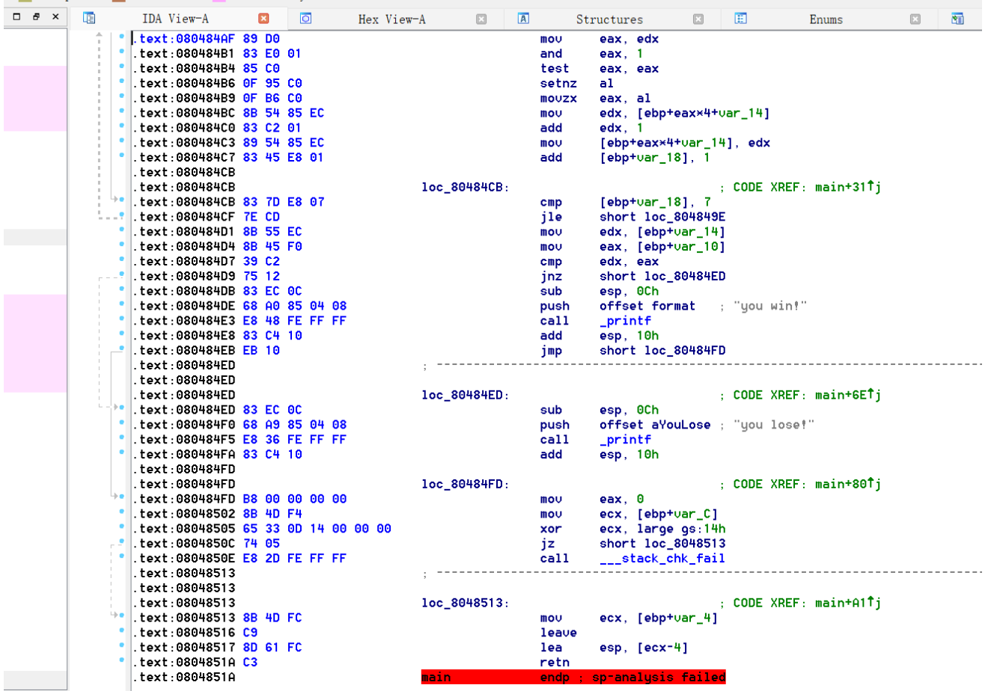 IDA View-A Hex View-A Structures Enums
.text:080484AF 89 D0 mov eax, edx
.text:080484B1 83 E0 01 and eax, 1
.text:080484B4 85 C0 test eax, eax
.text:080484B6 0F 95 C0 setnz al
.text:080484B9 0F B6 C0 movzx eax, al
.text:080484BC 8B 54 85 EC mov edx, [ebp+eax*4+var_14]
.text:080484C0 83 C2 01 add edx, 1
.text:080484C3 89 54 85 EC mov [ebp+eax*4+var_14], edx
.text:080484C7 83 45 E8 01 add [ebp+var_18], 1
.text:080484CB
.text:080484CB loc_80484CB: ; CODE XREF: main+31↑j
.text:080484CB 83 7D E8 07 cmp [ebp+var_18], 7
.text:080484CF 7E CD jle short loc_804849E
.text:080484D1 8B 55 EC mov edx, [ebp+var_14]
.text:080484D4 8B 45 F0 mov eax, [ebp+var_10]
.text:080484D7 39 C2 cmp edx, eax
.text:080484D9 75 12 jnz short loc_80484ED
.text:080484DB 83 EC 0C sub esp, 0Ch
.text:080484DE 68 A0 85 04 08 push offset format ; "you win!"
.text:080484E3 E8 48 FE FF FF call _printf
.text:080484E8 83 C4 10 add esp, 10h
.text:080484EB EB 10 jmp short loc_80484FD
.text:080484ED ; ---------------------------------------------------------------------------
.text:080484ED
.text:080484ED loc_80484ED: ; CODE XREF: main+6E↑j
.text:080484ED 83 EC 0C sub esp, 0Ch
.text:080484F0 68 A9 85 04 08 push offset aYouLose ; "you lose!"
.text:080484F5 E8 36 FE FF FF call _printf
.text:080484FA 83 C4 10 add esp, 10h
.text:080484FD
.text:080484FD loc_80484FD: ; CODE XREF: main+80↑j
.text:080484FD B8 00 00 00 00 mov eax, 0
.text:08048502 8B 4D F4 mov ecx, [ebp+var_C]
.text:08048505 65 33 0D 14 00 00 00 xor ecx, large gs:14h
.text:0804850C 74 05 jz short loc_8048513
.text:0804850E E8 2D FE FF FF call ___stack_chk_fail
.text:08048513 ; ---------------------------------------------------------------------------
.text:08048513
.text:08048513 loc_8048513: ; CODE XREF: main+A1↑j
.text:08048513 8B 4D FC mov ecx, [ebp+var_4]
.text:08048516 C9 leave
.text:08048517 8D 61 FC lea esp, [ecx-4]
.text:0804851A C3 retn
.text:0804851A main endp ; sp-analysis failed